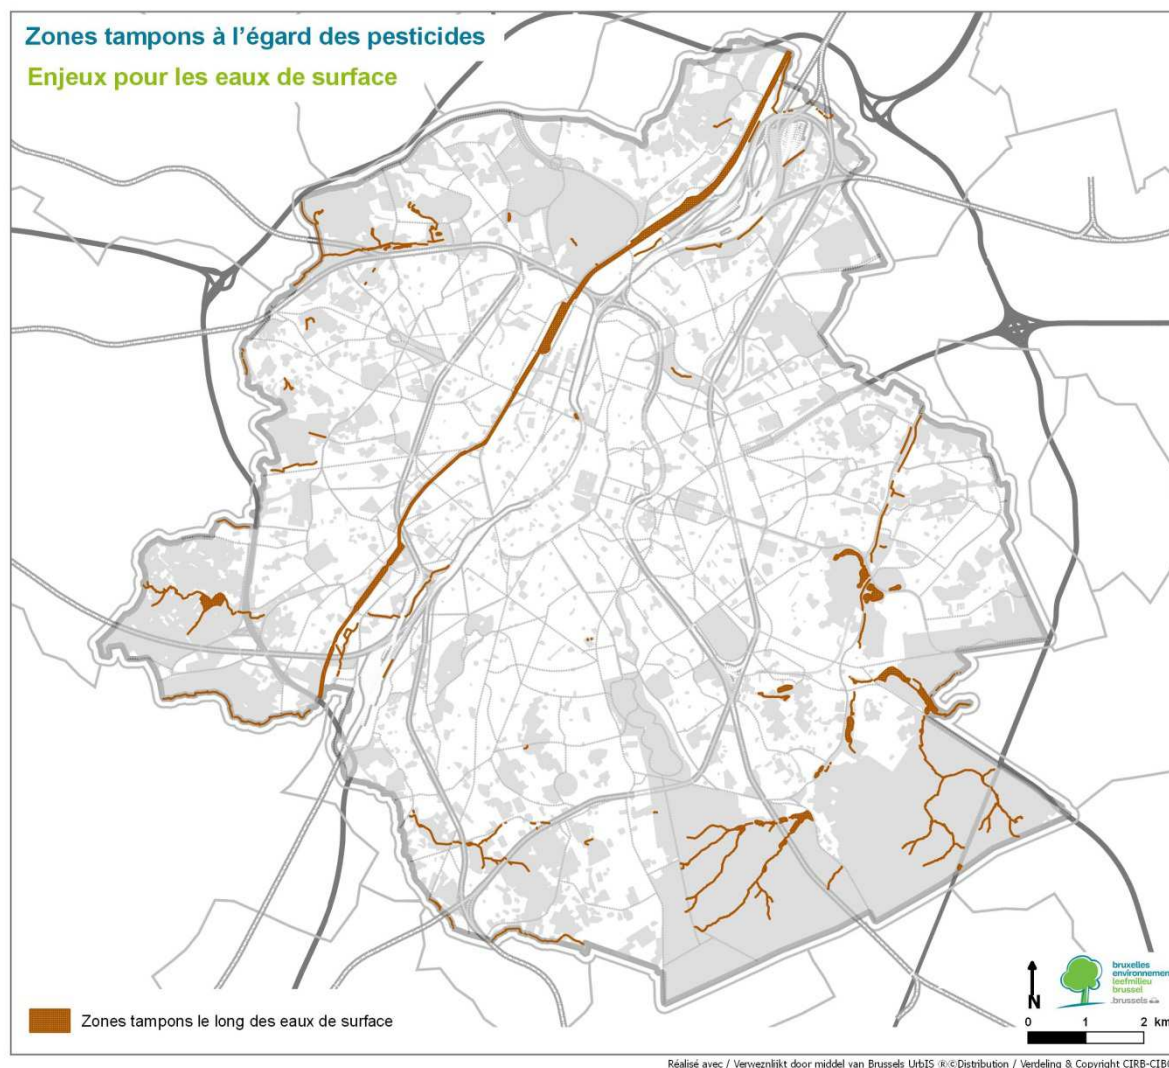 Zones tampons à l'égard des pesticides
Enjeux pour les eaux de surface
Zones tampons le long des eaux de surface
N
bruxelles
environnement
leefmilieu
brussel
.brussels
0 1 2 km
Réalisé avec / Verweznlijkt door middel van Brussels UrbIS ®©Distribution / Verdeling & Copyright CIRB-CIBG